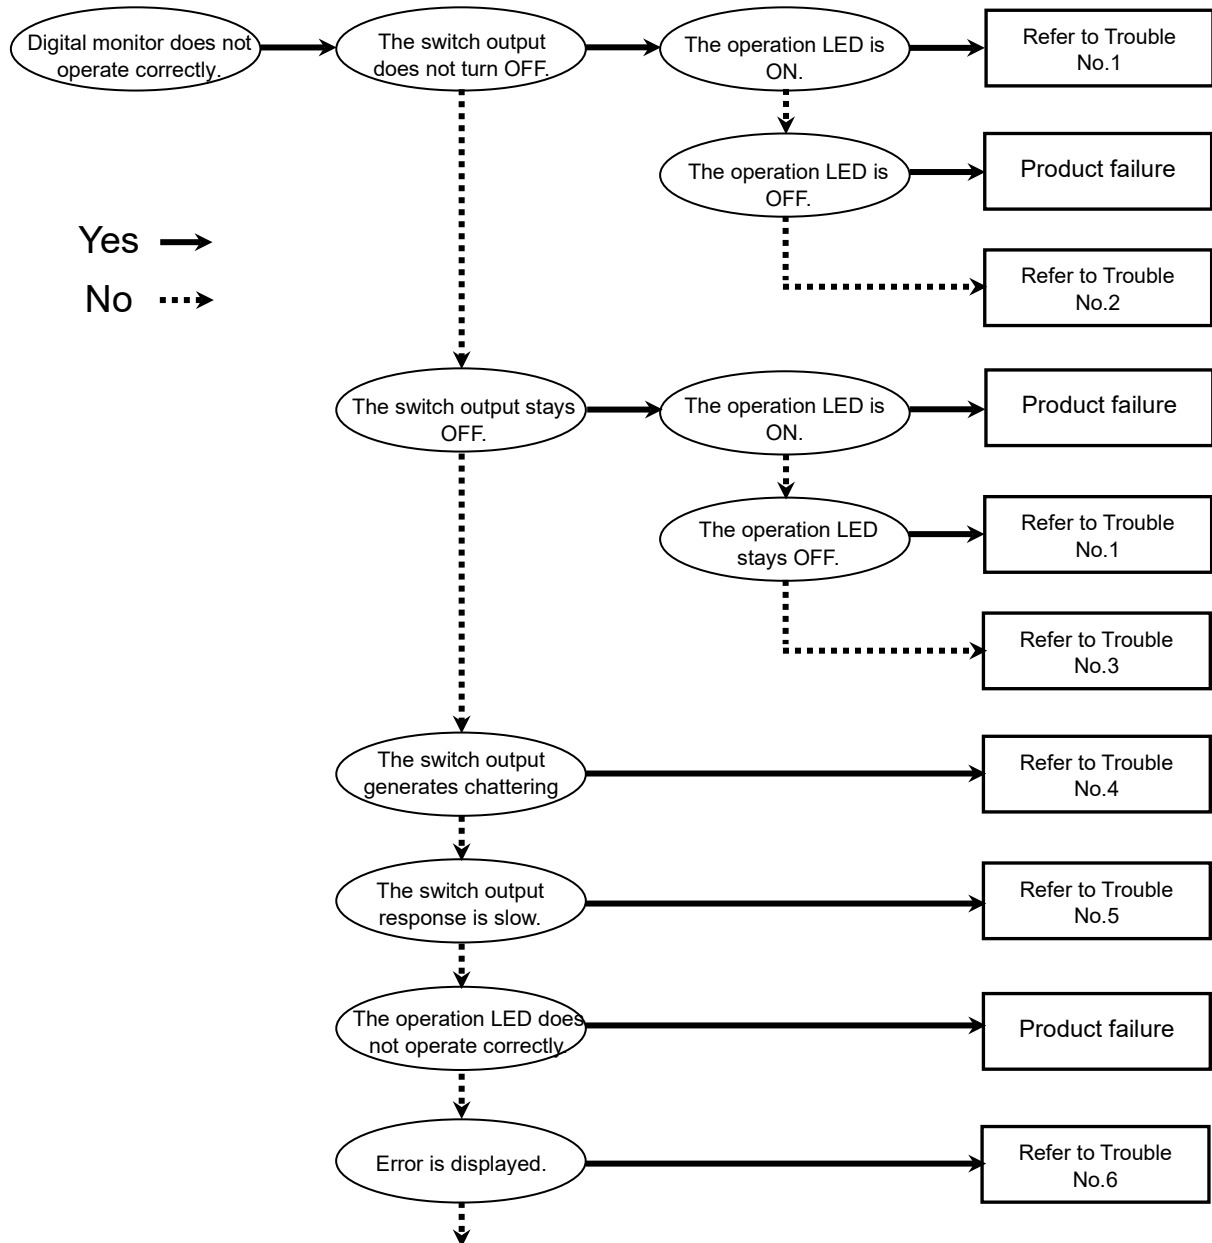 Digital monitor does not
operate correctly.
The switch output
does not turn OFF.
The operation LED is
ON.
Refer to Trouble
No.1
The operation LED is
OFF.
Product failure
Yes
No
Refer to Trouble
No.2
The switch output stays
OFF.
The operation LED is
ON.
Product failure
The operation LED
stays OFF.
Refer to Trouble
No.1
Refer to Trouble
No.3
The switch output
generates chattering
Refer to Trouble
No.4
The switch output
response is slow.
Refer to Trouble
No.5
The operation LED does
not operate correctly.
Product failure
Error is displayed.
Refer to Trouble
No.6